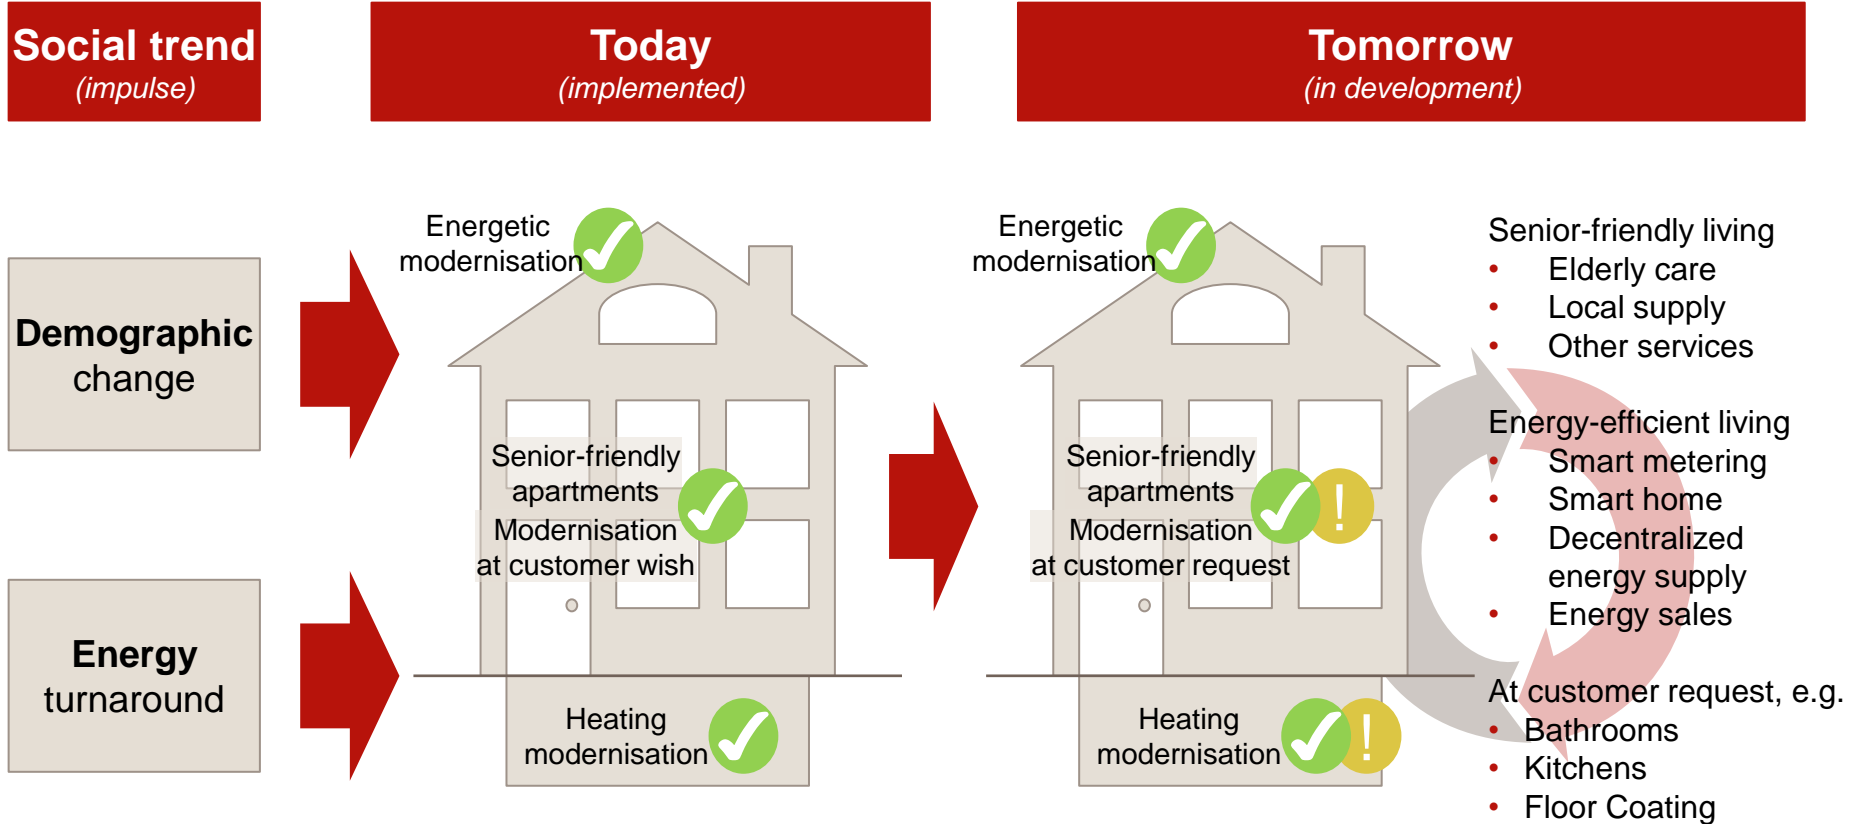 Social trend
(impulse)
Today
(implemented)
Tomorrow
(in development)
Demographic
change
Energy
turnaround
Energetic
modernisation
Senior-friendly
apartments
Modernisation
at customer wish
Heating
modernisation
Energetic
modernisation
Senior-friendly
apartments
Modernisation
at customer request
Heating
modernisation
Senior-friendly living
• Elderly care
• Local supply
• Other services
Energy-efficient living
• Smart metering
• Smart home
• Decentralized
energy supply
• Energy sales
At customer request, e.g.
• Bathrooms
• Kitchens
• Floor Coating